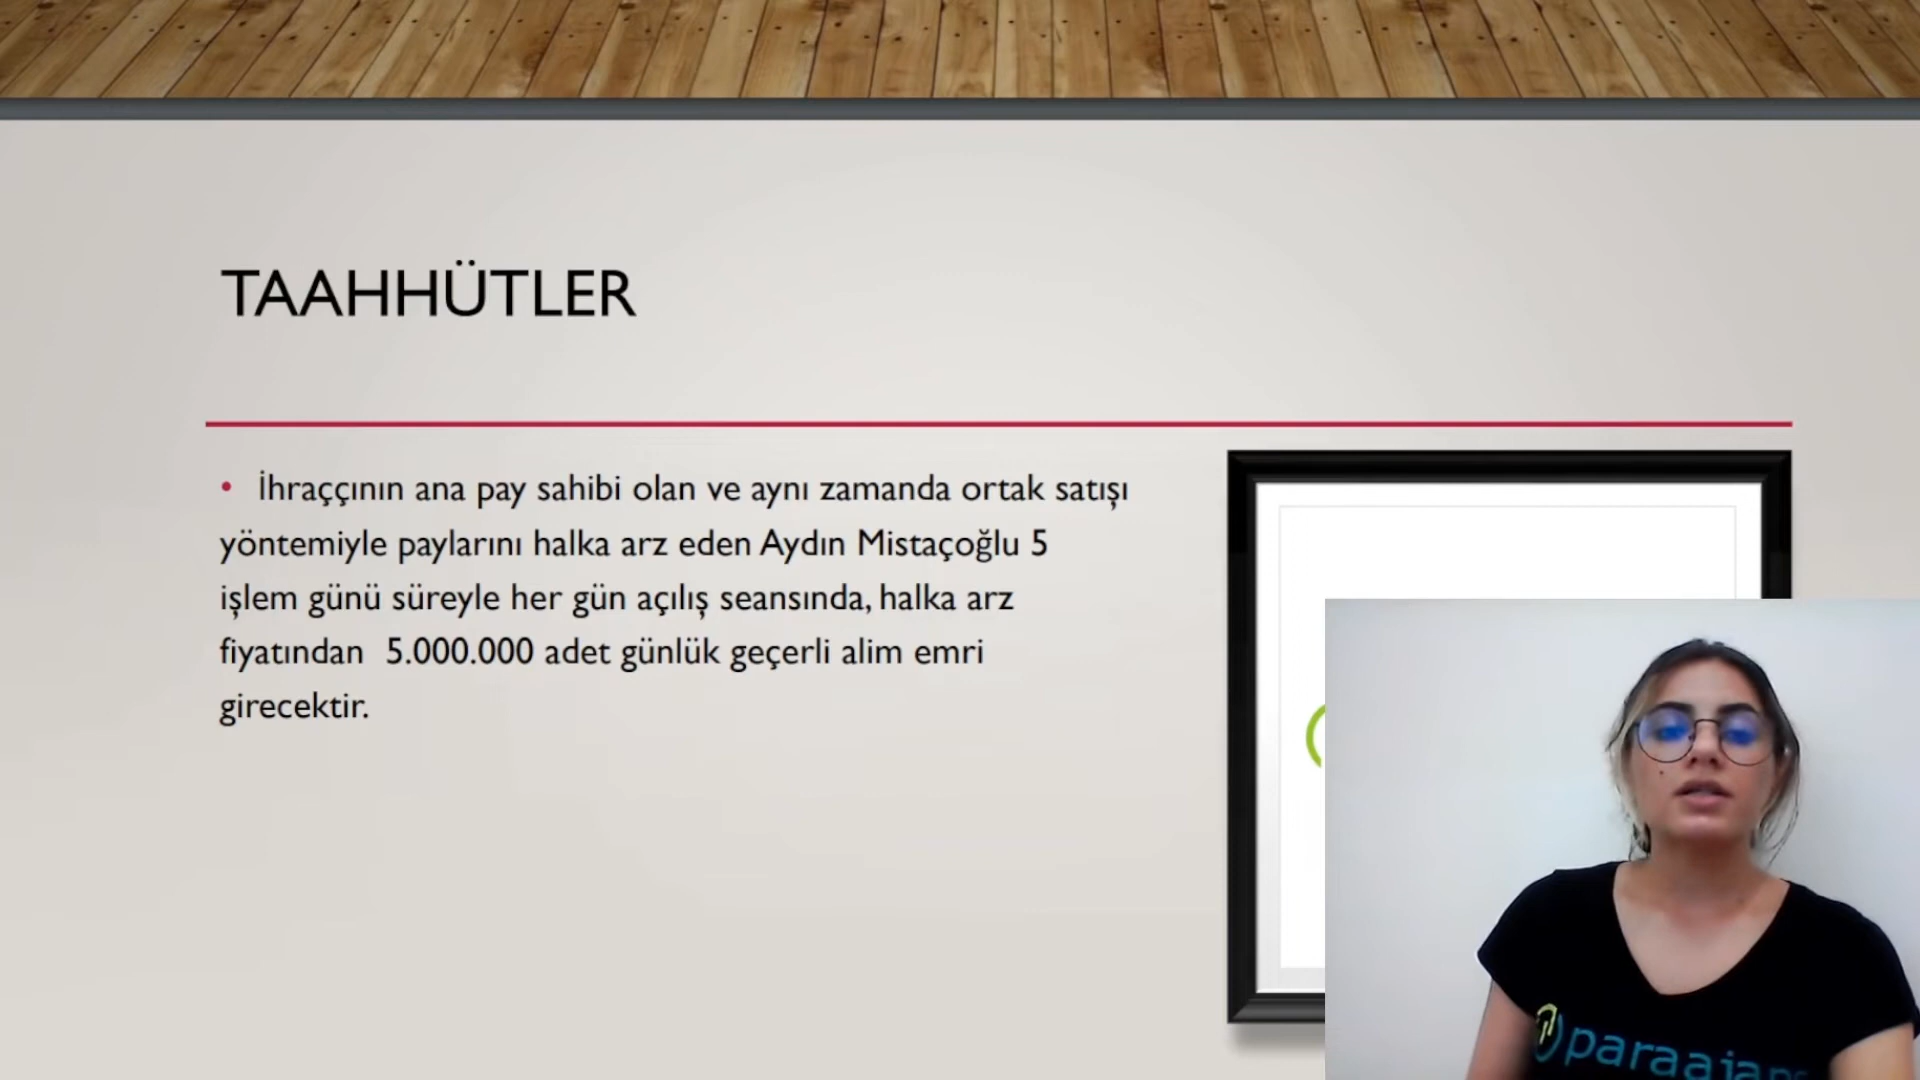 TAAHHÜTLER
• İhraççının ana pay sahibi olan ve aynı zamanda ortak satışı
yöntemiyle paylarını halka arz eden Aydın Mistaçoğlu 5
işlem günü süreyle her gün açılış seansında, halka arz
fiyatından 5.000.000 adet günlük geçerli alim emri
girecektir.